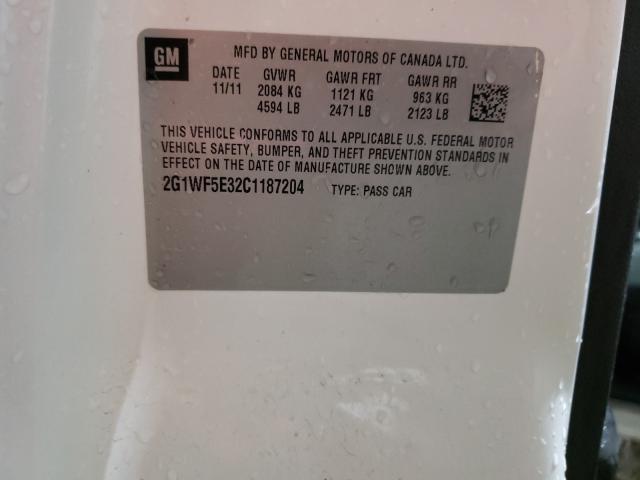 GM
MFD BY GENERAL MOTORS OF CANADA LTD.
DATE GVWR GAWR FRT GAWR RR
11/11 2084 KG 1121 KG 963 KG
4594 LB 2471 LB 2123 LB
THIS VEHICLE CONFORMS TO ALL APPLICABLE U.S. FEDERAL MOTOR
VEHICLE SAFETY, BUMPER, AND THEFT PREVENTION STANDARDS IN
EFFECT ON THE DATE OF MANUFACTURE SHOWN ABOVE.
2G1WF5E32C1187204 TYPE: PASS CAR